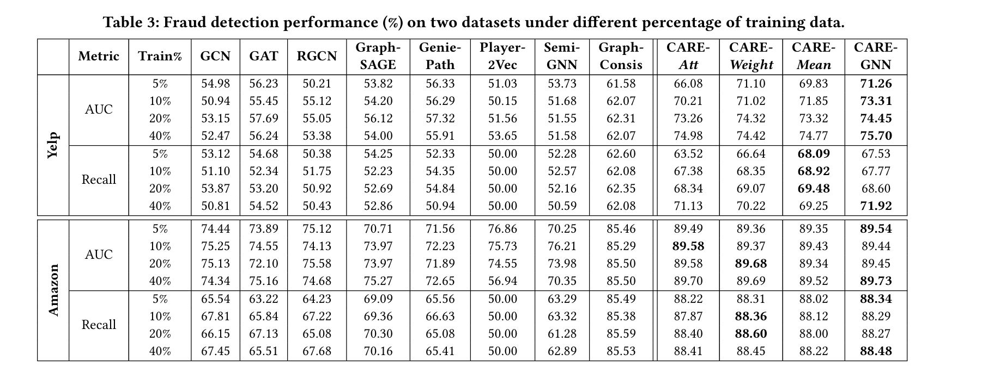 Table 3: Fraud detection performance (%) on two datasets under different percentage of training data.
Metric Train% GCN GAT RGCN Graph-SAGE Genie-Path Player-2Vec Semi-GNN Graph-Consis CARE-Att CARE-Weight CARE-Mean CARE-GNN
Yelp
AUC
5% 54.98 56.23 50.21 53.82 56.33 51.03 53.73 61.58 66.08 71.10 69.83 71.26
10% 50.94 55.45 55.12 54.20 56.29 50.15 51.68 62.07 70.21 71.02 71.85 73.31
20% 53.15 57.69 55.05 56.12 57.32 51.56 51.55 62.31 73.26 74.32 73.32 74.45
40% 52.47 56.24 53.38 54.00 55.91 53.65 51.58 62.07 74.98 74.42 74.77 75.70
Recall
5% 53.12 54.68 50.38 54.25 52.33 50.00 52.28 62.60 63.52 66.64 68.09 67.53
10% 51.10 52.34 51.75 52.23 54.35 50.00 52.57 62.08 67.38 68.35 68.92 67.77
20% 53.87 53.20 50.92 52.69 54.84 50.00 52.16 62.35 68.34 69.07 69.48 68.60
40% 50.81 54.52 50.43 52.86 50.94 50.00 50.59 62.08 71.13 70.22 69.25 71.92
Amazon
AUC
5% 74.44 73.89 75.12 70.71 71.56 76.86 70.25 85.46 89.49 89.36 89.35 89.54
10% 75.25 74.55 74.13 73.97 72.23 75.73 76.21 85.29 89.58 89.37 89.43 89.44
20% 75.13 72.10 75.58 73.97 71.89 74.55 73.98 85.50 89.58 89.68 89.34 89.45
40% 74.34 75.16 74.68 75.27 72.65 56.94 70.35 85.50 89.70 89.69 89.52 89.73
Recall
5% 65.54 63.22 64.23 69.09 65.56 50.00 63.29 85.49 88.22 88.31 88.02 88.34
10% 67.81 65.84 67.22 69.36 66.63 50.00 63.32 85.38 87.87 88.36 88.12 88.29
20% 66.15 67.13 65.08 70.30 65.08 50.00 61.28 85.59 88.40 88.60 88.00 88.27
40% 67.45 65.51 67.68 70.16 65.41 50.00 62.89 85.53 88.41 88.45 88.22 88.48